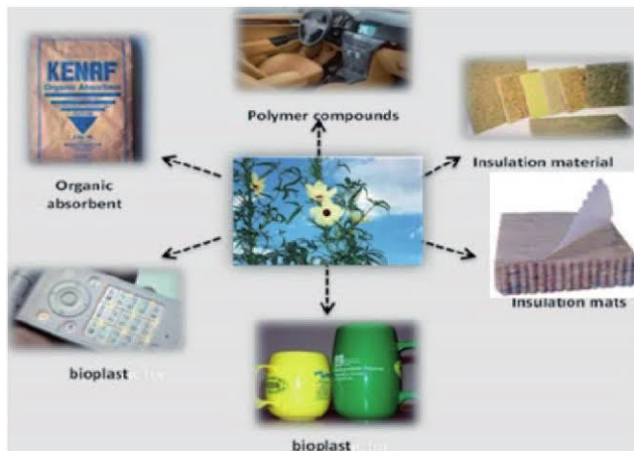 KENAF
Organic Absorbent
Polymer compounds
Insulation material
Organic
absorbent
Insulation mats
bioplast
bioplast